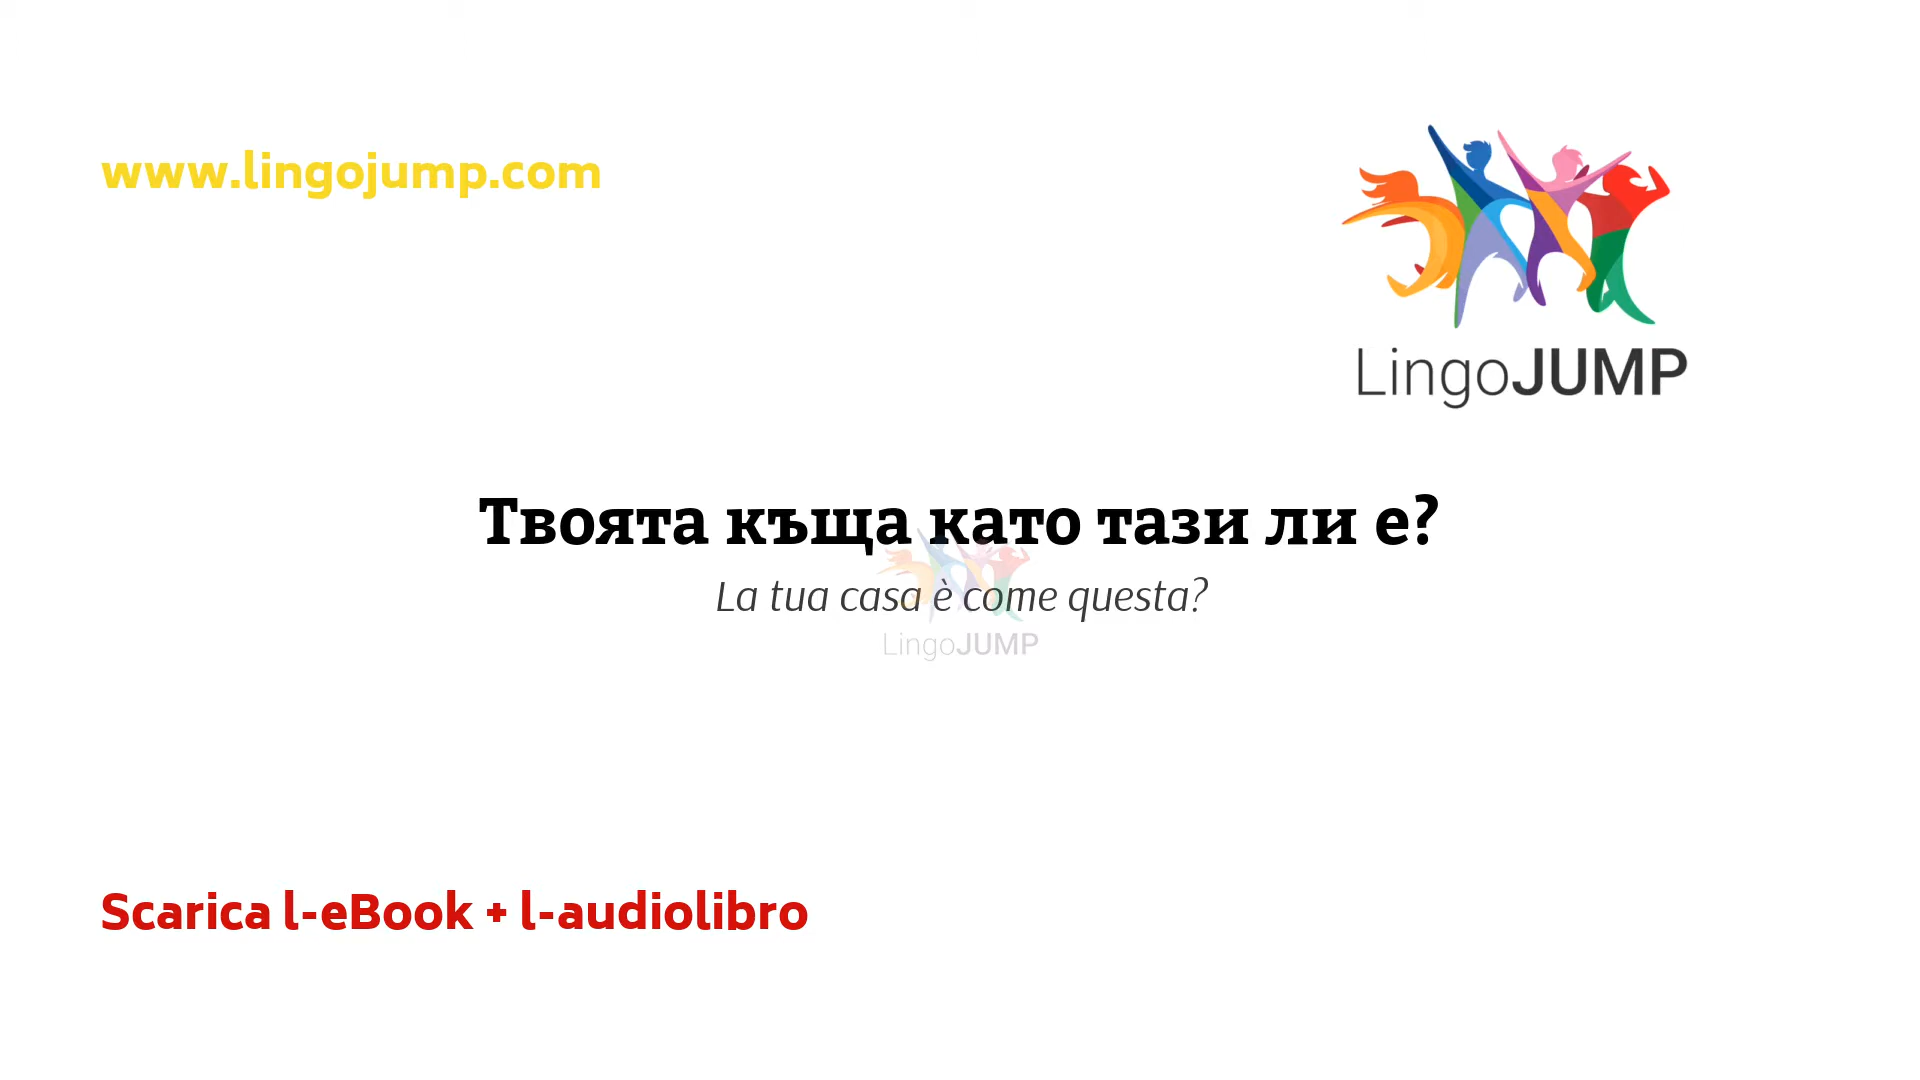 www.lingojump.com
LingoJUMP
Твоята къща като тази ли е?
La tua casa è come questa?
LingoJUMP
Scarica l-eBook + l-audiolibro